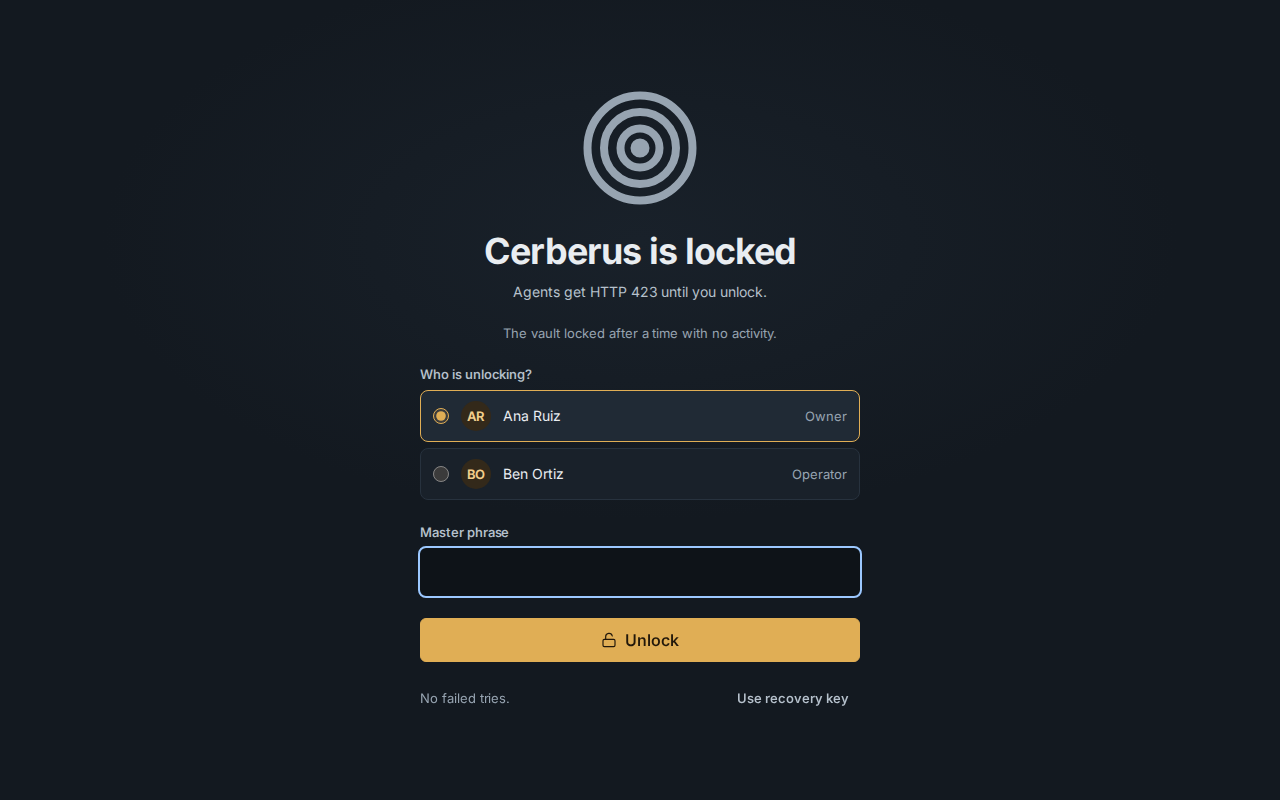 Cerberus is locked
Agents get HTTP 423 until you unlock.
The vault locked after a time with no activity.
Who is unlocking?
AR Ana Ruiz Owner
BO Ben Ortiz Operator
Master phrase
Unlock
No failed tries. Use recovery key